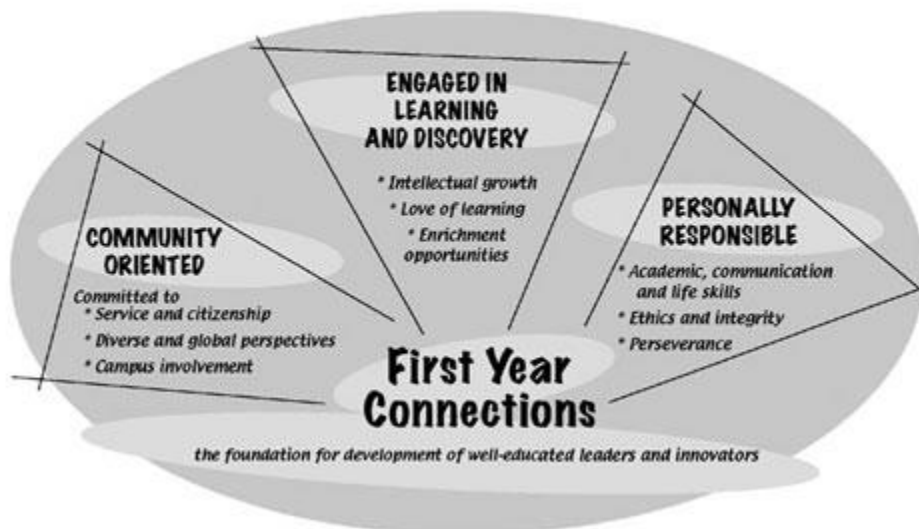 ENGAGED IN
LEARNING
AND DISCOVERY
* Intellectual growth
* Love of learning
* Enrichment
opportunities
COMMUNITY
ORIENTED
Committed to
* Service and citizenship
* Diverse and global perspectives
* Campus involvement
PERSONALLY
RESPONSIBLE
* Academic, communication
and life skills
* Ethics and integrity
* Perseverance
First Year
Connections
the foundation for development of well-educated leaders and innovators